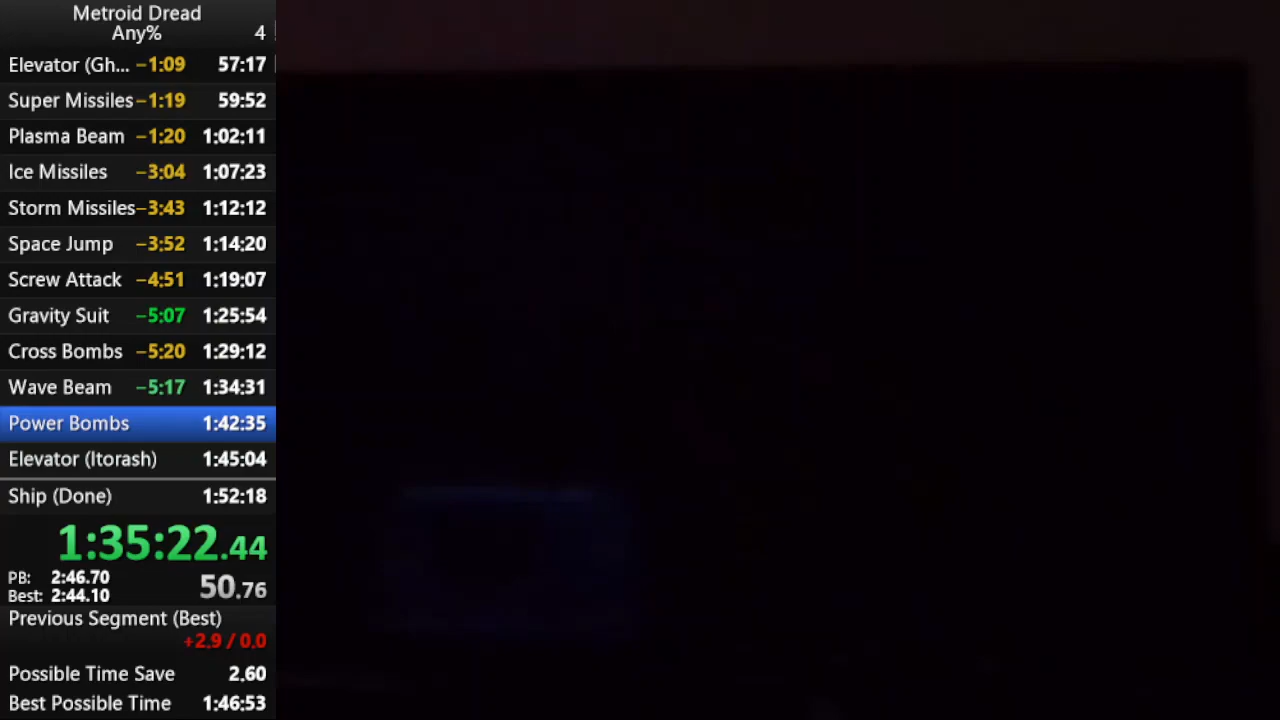 Metroid Dread
Any% 4
Elevator (Gh... −1:09 57:17
Super Missiles −1:19 59:52
Plasma Beam −1:20 1:02:11
Ice Missiles −3:04 1:07:23
Storm Missiles −3:43 1:12:12
Space Jump −3:52 1:14:20
Screw Attack −4:51 1:19:07
Gravity Suit −5:07 1:25:54
Cross Bombs −5:20 1:29:12
Wave Beam −5:17 1:34:31
Power Bombs 1:42:35
Elevator (Itorash) 1:45:04
Ship (Done) 1:52:18
1:35:22.44
PB: 2:46.70 50.76
Best: 2:44.10
Previous Segment (Best)
+2.9 / 0.0
Possible Time Save 2.60
Best Possible Time 1:46:53